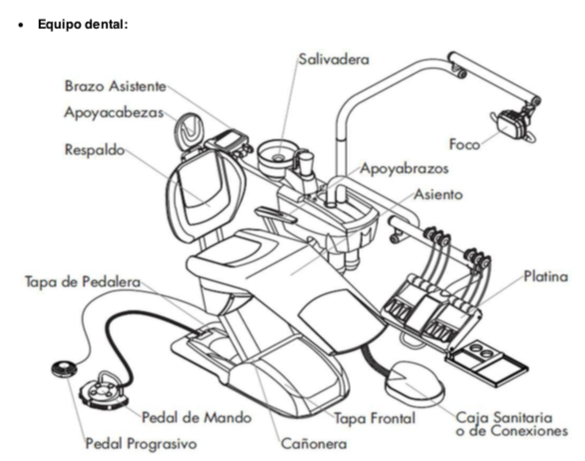 • Equipo dental:
Salivadera
Brazo Asistente
Apoyacabezas
Foco
Respaldo
Apoyabrazos
Asiento
Tapa de Pedalera
Platina
Pedal de Mando
Tapa Frontal
Caja Sanitaria
o de Conexiones
Pedal Prograsivo
Cañonera